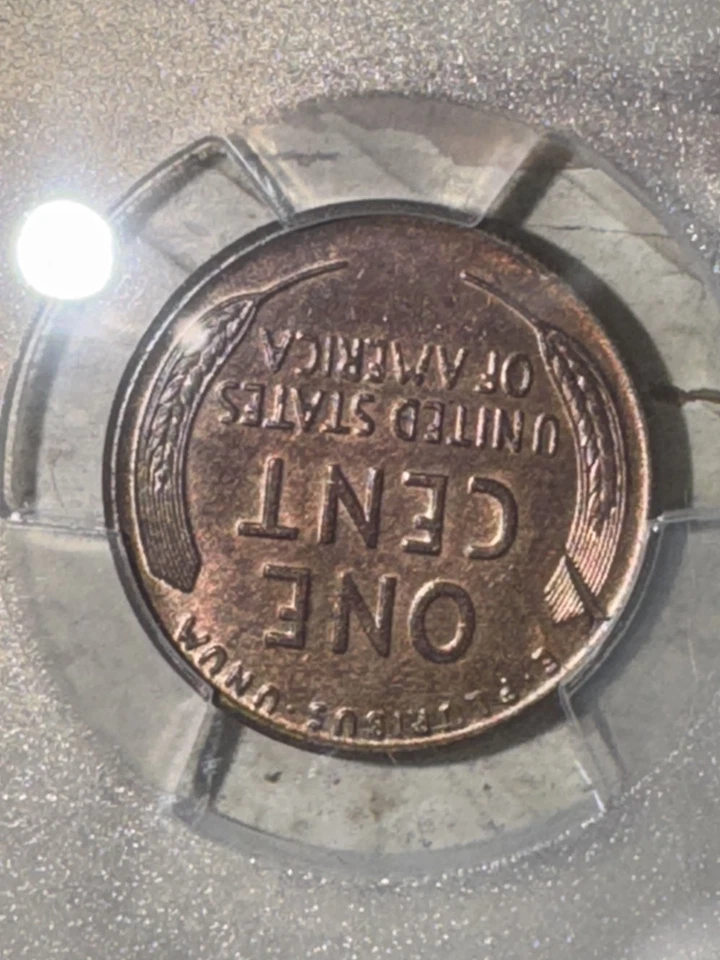 E · PLURIBUS · UNUM
ONE
CENT
UNITED STATES
OF AMERICA